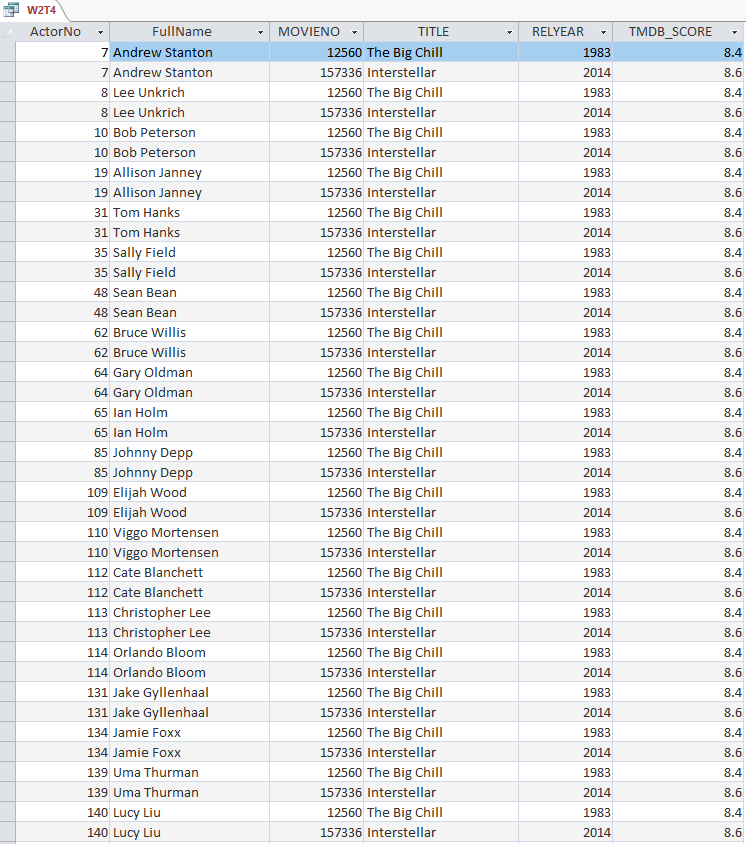 W2T4
ActorNo FullName MOVIENO TITLE RELYEAR TMDB_SCORE
7 Andrew Stanton 12560 The Big Chill 1983 8.4
7 Andrew Stanton 157336 Interstellar 2014 8.6
8 Lee Unkrich 12560 The Big Chill 1983 8.4
8 Lee Unkrich 157336 Interstellar 2014 8.6
10 Bob Peterson 12560 The Big Chill 1983 8.4
10 Bob Peterson 157336 Interstellar 2014 8.6
19 Allison Janney 12560 The Big Chill 1983 8.4
19 Allison Janney 157336 Interstellar 2014 8.6
31 Tom Hanks 12560 The Big Chill 1983 8.4
31 Tom Hanks 157336 Interstellar 2014 8.6
35 Sally Field 12560 The Big Chill 1983 8.4
35 Sally Field 157336 Interstellar 2014 8.6
48 Sean Bean 12560 The Big Chill 1983 8.4
48 Sean Bean 157336 Interstellar 2014 8.6
62 Bruce Willis 12560 The Big Chill 1983 8.4
62 Bruce Willis 157336 Interstellar 2014 8.6
64 Gary Oldman 12560 The Big Chill 1983 8.4
64 Gary Oldman 157336 Interstellar 2014 8.6
65 Ian Holm 12560 The Big Chill 1983 8.4
65 Ian Holm 157336 Interstellar 2014 8.6
85 Johnny Depp 12560 The Big Chill 1983 8.4
85 Johnny Depp 157336 Interstellar 2014 8.6
109 Elijah Wood 12560 The Big Chill 1983 8.4
109 Elijah Wood 157336 Interstellar 2014 8.6
110 Viggo Mortensen 12560 The Big Chill 1983 8.4
110 Viggo Mortensen 157336 Interstellar 2014 8.6
112 Cate Blanchett 12560 The Big Chill 1983 8.4
112 Cate Blanchett 157336 Interstellar 2014 8.6
113 Christopher Lee 12560 The Big Chill 1983 8.4
113 Christopher Lee 157336 Interstellar 2014 8.6
114 Orlando Bloom 12560 The Big Chill 1983 8.4
114 Orlando Bloom 157336 Interstellar 2014 8.6
131 Jake Gyllenhaal 12560 The Big Chill 1983 8.4
131 Jake Gyllenhaal 157336 Interstellar 2014 8.6
134 Jamie Foxx 12560 The Big Chill 1983 8.4
134 Jamie Foxx 157336 Interstellar 2014 8.6
139 Uma Thurman 12560 The Big Chill 1983 8.4
139 Uma Thurman 157336 Interstellar 2014 8.6
140 Lucy Liu 12560 The Big Chill 1983 8.4
140 Lucy Liu 157336 Interstellar 2014 8.6